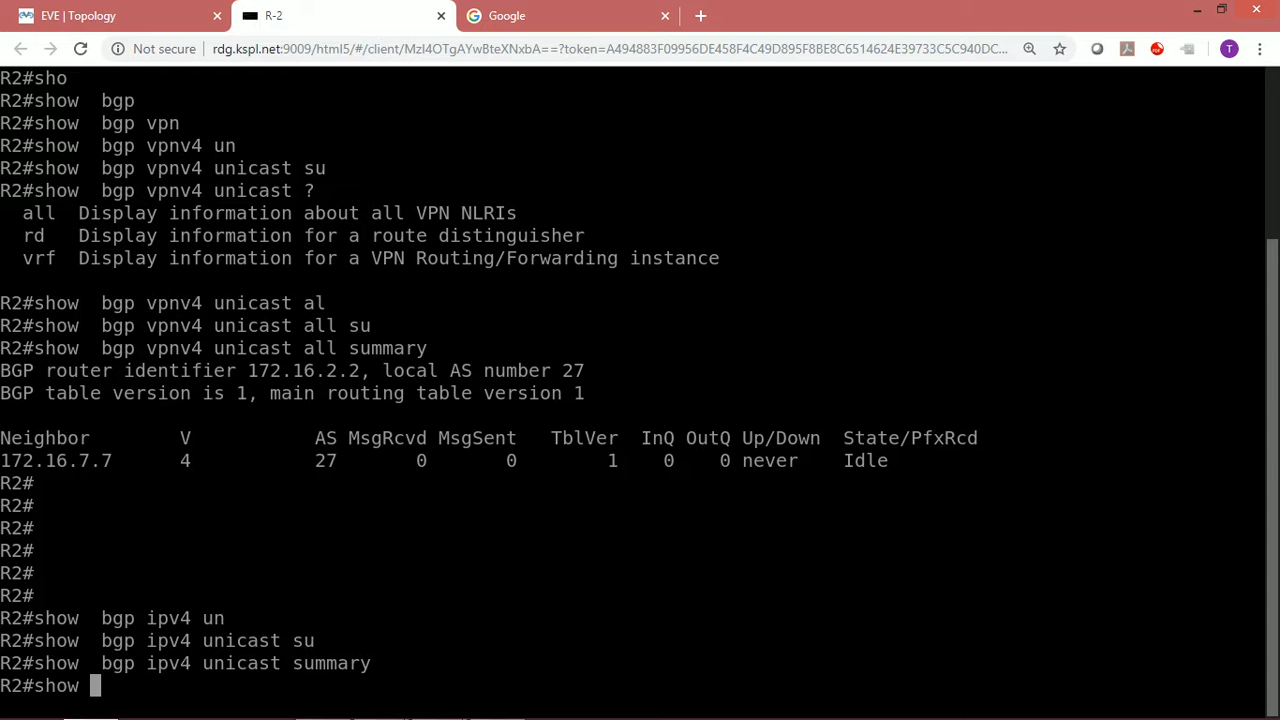 EVE | Topology
R-2
Google
Not secure
rdg.kspl.net:9009/html5/#/client/MzI4OTgAYwBteXNxbA==?token=A494883F09956DE458F4C49D895F8BE8C6514624E39733C5C940DC...
T
R2#sho
R2#show  bgp
R2#show  bgp vpn
R2#show  bgp vpnv4 un
R2#show  bgp vpnv4 unicast su
R2#show  bgp vpnv4 unicast ?
  all  Display information about all VPN NLRIs
  rd   Display information for a route distinguisher
  vrf  Display information for a VPN Routing/Forwarding instance
R2#show  bgp vpnv4 unicast al
R2#show  bgp vpnv4 unicast all su
R2#show  bgp vpnv4 unicast all summary
BGP router identifier 172.16.2.2, local AS number 27
BGP table version is 1, main routing table version 1
Neighbor        V           AS MsgRcvd MsgSent   TblVer  InQ OutQ Up/Down  State/PfxRcd
172.16.7.7      4           27       0       0        1    0    0 never    Idle
R2#
R2#
R2#
R2#
R2#
R2#
R2#show  bgp ipv4 un
R2#show  bgp ipv4 unicast su
R2#show  bgp ipv4 unicast summary
R2#show